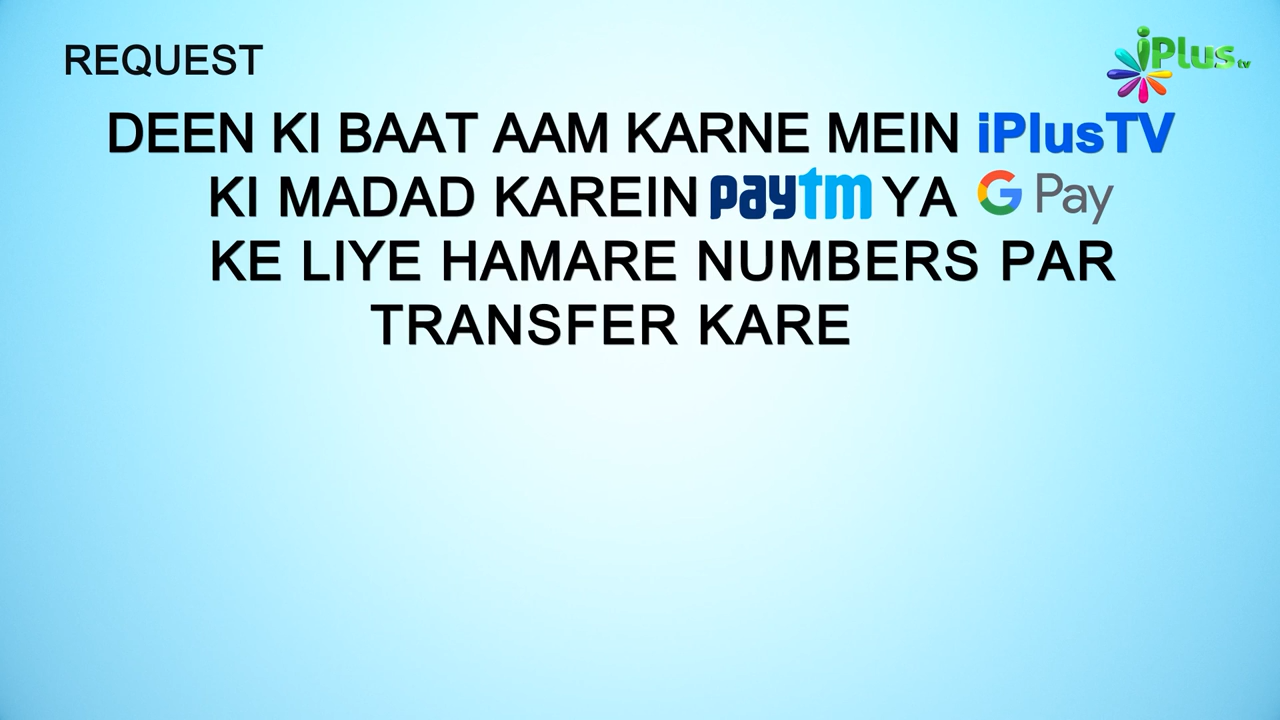 REQUEST
iPlus tv
DEEN KI BAAT AAM KARNE MEIN iPlusTV
KI MADAD KAREIN paytm YA G Pay
KE LIYE HAMARE NUMBERS PAR
TRANSFER KARE